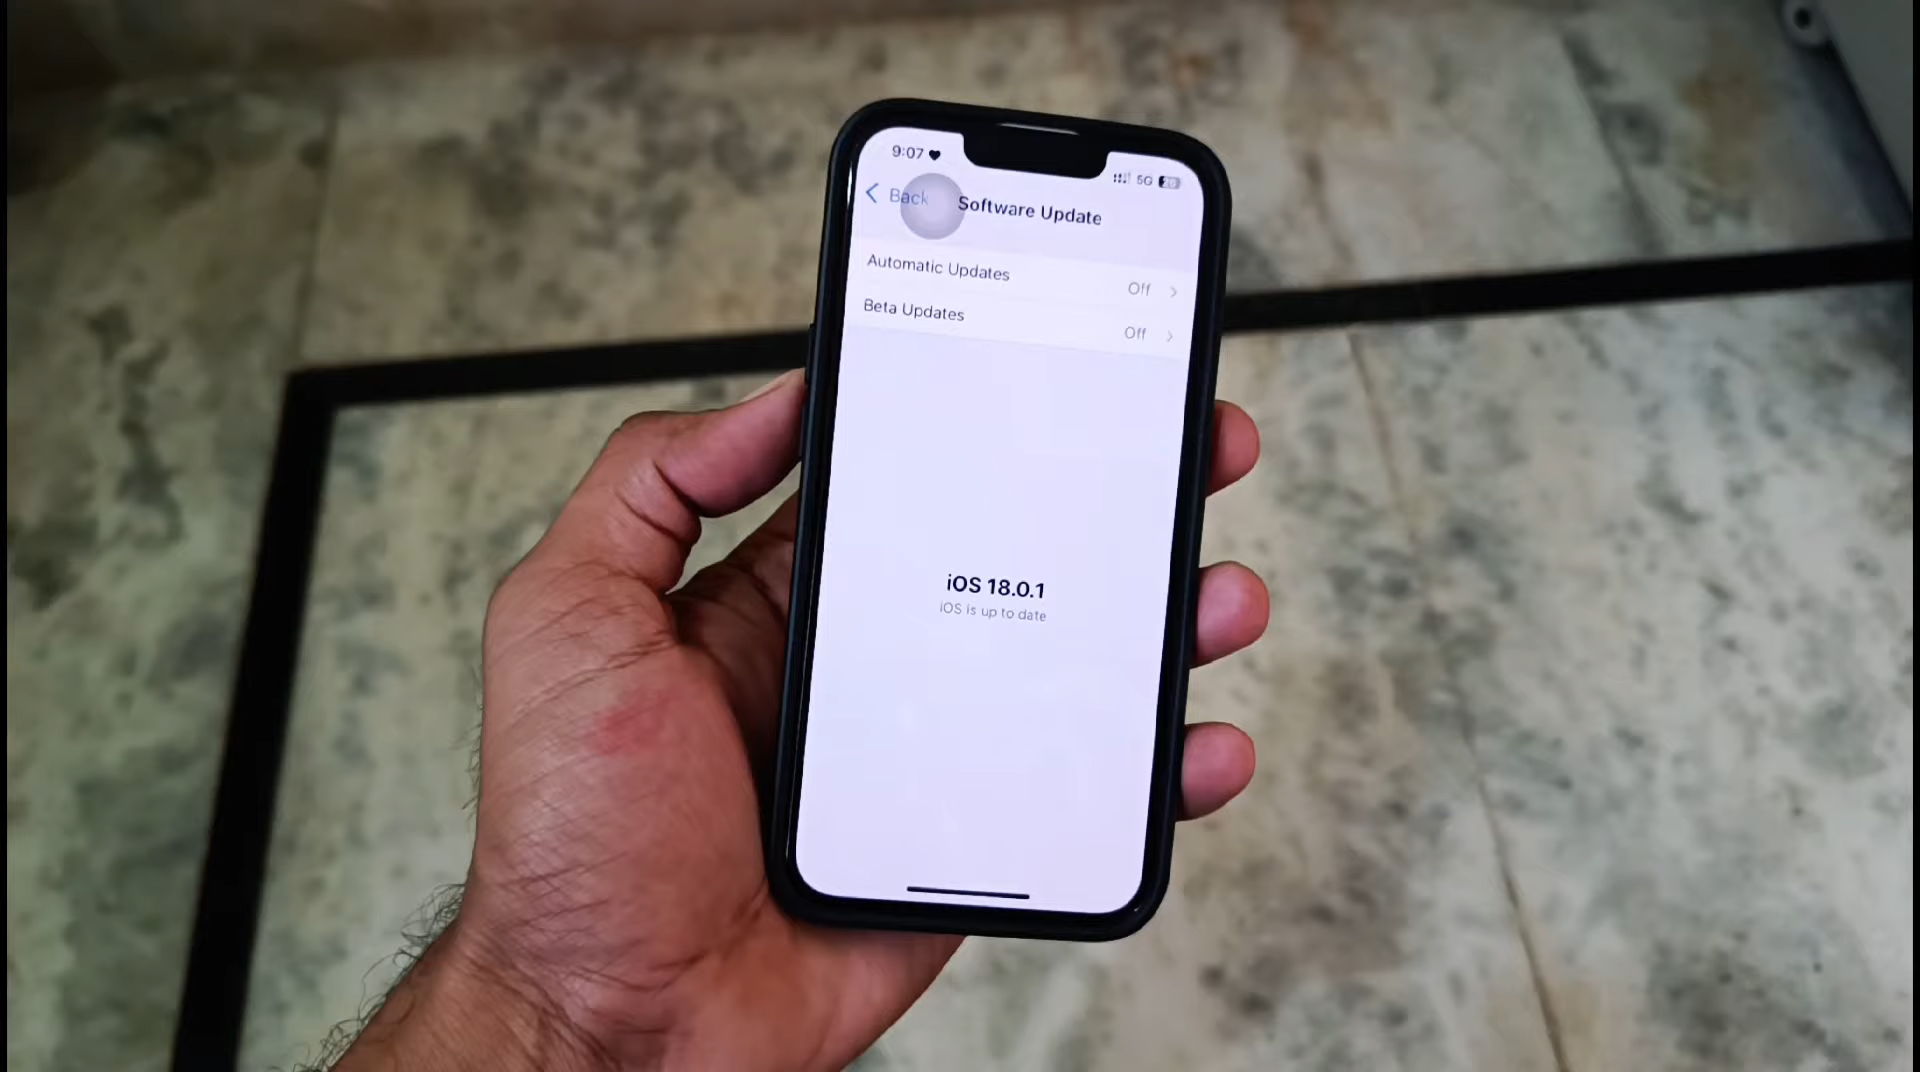 9:07
5G
Back
Software Update
Automatic Updates
Off
Beta Updates
Off
iOS 18.0.1
iOS is up to date